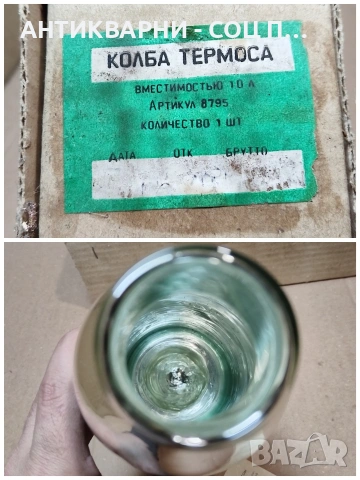 АНТИКВАРНИ - СОЦ П...
КОЛБА ТЕРМОСА
ВМЕСТИМОСТЬЮ 1 0 Л
АРТИКУЛ 8795
КОЛИЧЕСТВО 1 ШТ
ДАТА ОТК БРУТТО
BAZAR